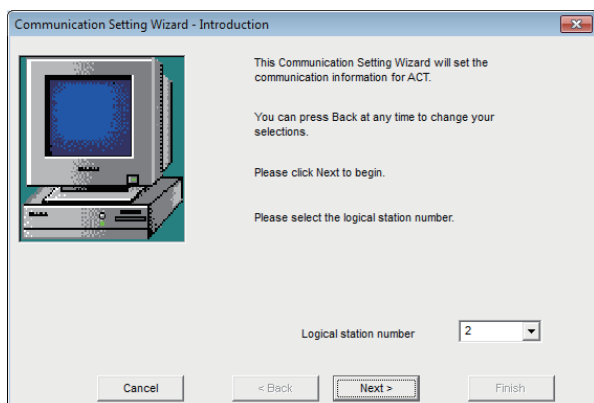 Communication Setting Wizard - Introduction
This Communication Setting Wizard will set the
communication information for ACT.
You can press Back at any time to change your
selections.
Please click Next to begin.
Please select the logical station number.
Logical station number
2
Cancel
< Back
Next >
Finish